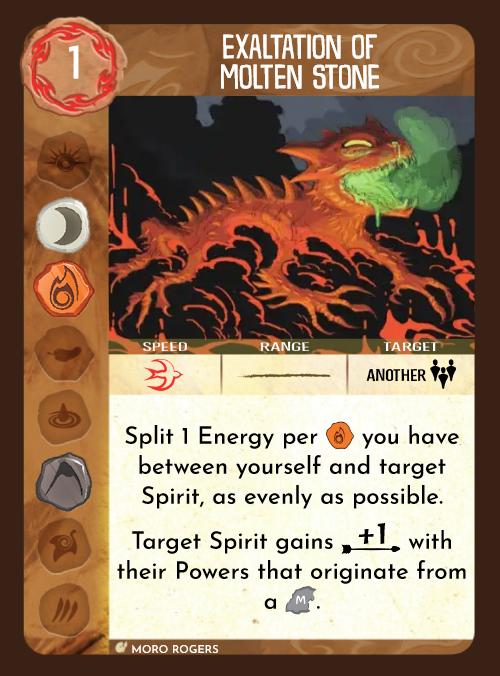 1
EXALTATION OF
MOLTEN STONE
SPEED RANGE TARGET
ANOTHER
Split 1 Energy per you have
between yourself and target
Spirit, as evenly as possible.
Target Spirit gains +1 with
their Powers that originate from
a M.
MORO ROGERS